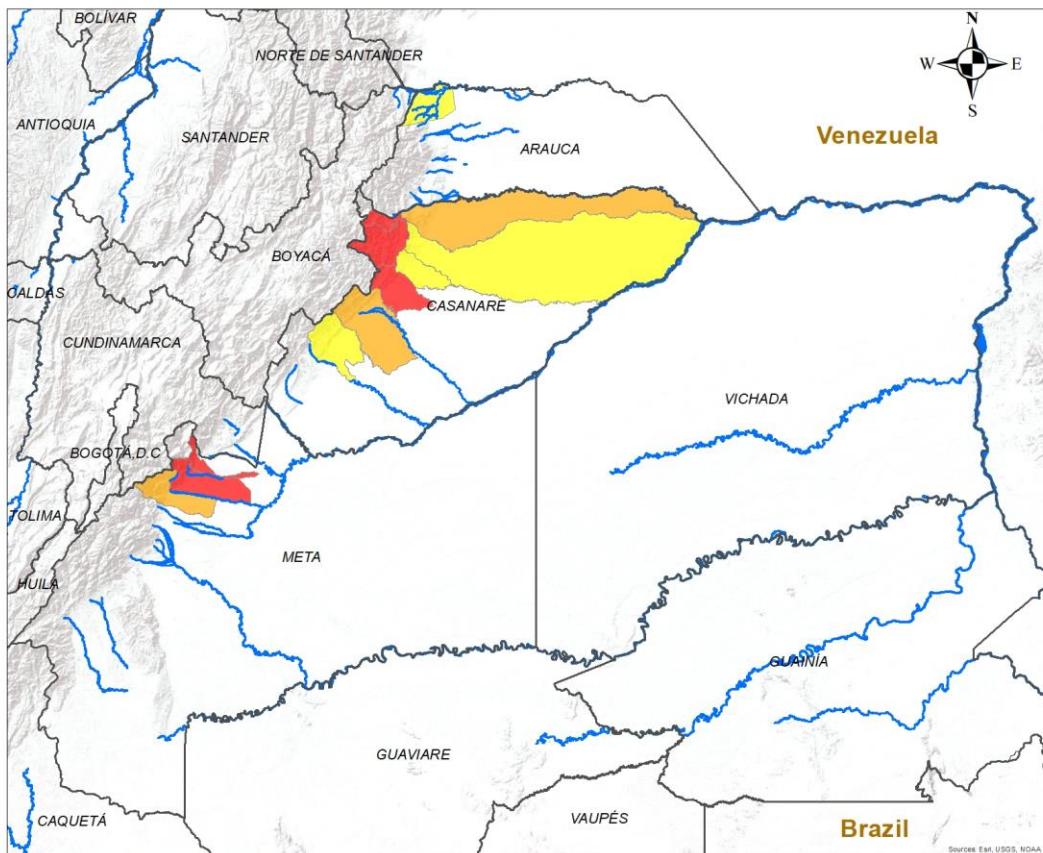 BOLÍVAR
N
NORTE DE SANTANDER
W
E
S
ANTIOQUIA
SANTANDER
Venezuela
ARAUCA
BOYACÁ
CALDAS
CASANARE
CUNDINAMARCA
VICHADA
BOGOTÁ,D.C
TOLIMA
META
HUILA
GUAINÍA
GUAVIARE
CAQUETÁ
VAUPÉS
Brazil
Sources: Esri, USGS, NOAA